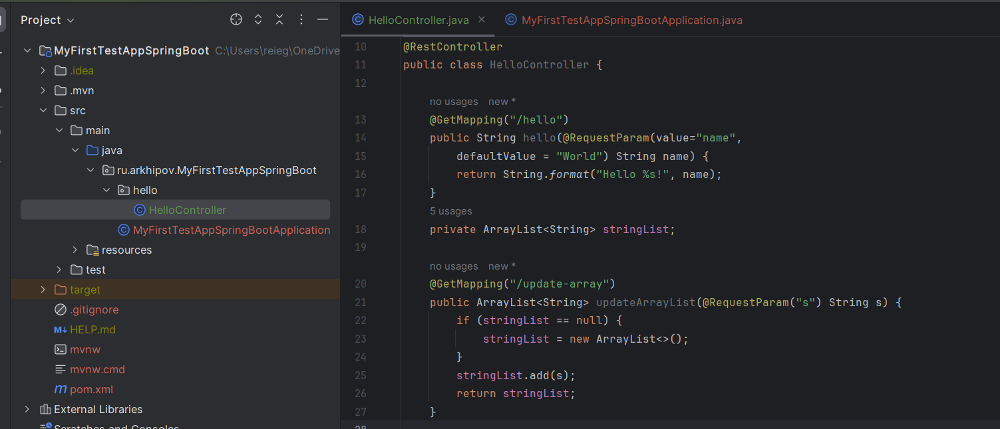 Project
MyFirstTestAppSpringBoot C:\Users\reieg\OneDrive
.idea
.mvn
src
main
java
ru.arkhipov.MyFirstTestAppSpringBoot
hello
HelloController
MyFirstTestAppSpringBootApplication
resources
test
target
.gitignore
M↓ HELP.md
mvnw
mvnw.cmd
m pom.xml
External Libraries
Scratches and Consoles
HelloController.java
MyFirstTestAppSpringBootApplication.java
10 @RestController
11 public class HelloController {
12
no usages new *
13 @GetMapping("/hello")
14 public String hello(@RequestParam(value="name",
15 defaultValue = "World") String name) {
16 return String.format("Hello %s!", name);
17 }
5 usages
18 private ArrayList<String> stringList;
19
no usages new *
20 @GetMapping("/update-array")
21 public ArrayList<String> updateArrayList(@RequestParam("s") String s) {
22 if (stringList == null) {
23 stringList = new ArrayList<>();
24 }
25 stringList.add(s);
26 return stringList;
27 }
28